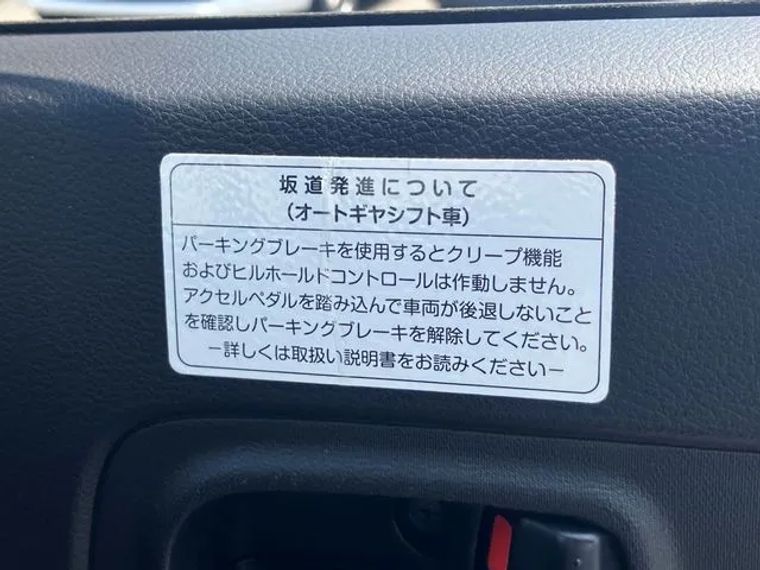 坂道発進について
(オートギヤシフト車)
パーキングブレーキを使用するとクリープ機能
およびヒルホールドコントロールは作動しません。
アクセルペダルを踏み込んで車両が後退しないこと
を確認しパーキングブレーキを解除してください。
ー詳しくは取扱い説明書をお読みくださいー